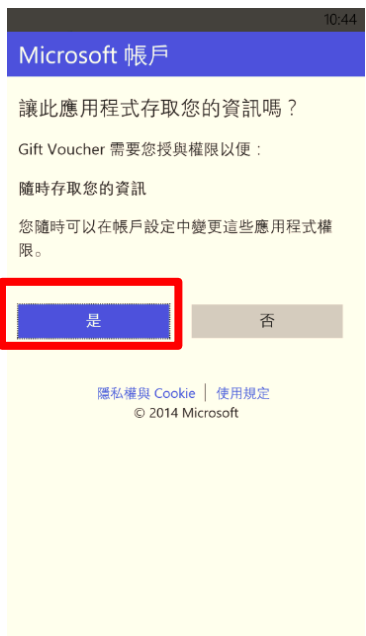 10:44
Microsoft 帳戶
讓此應用程式存取您的資訊嗎？
Gift Voucher 需要您授與權限以便：
隨時存取您的資訊
您隨時可以在帳戶設定中變更這些應用程式權
限。
是 否
隱私權與 Cookie | 使用規定
© 2014 Microsoft